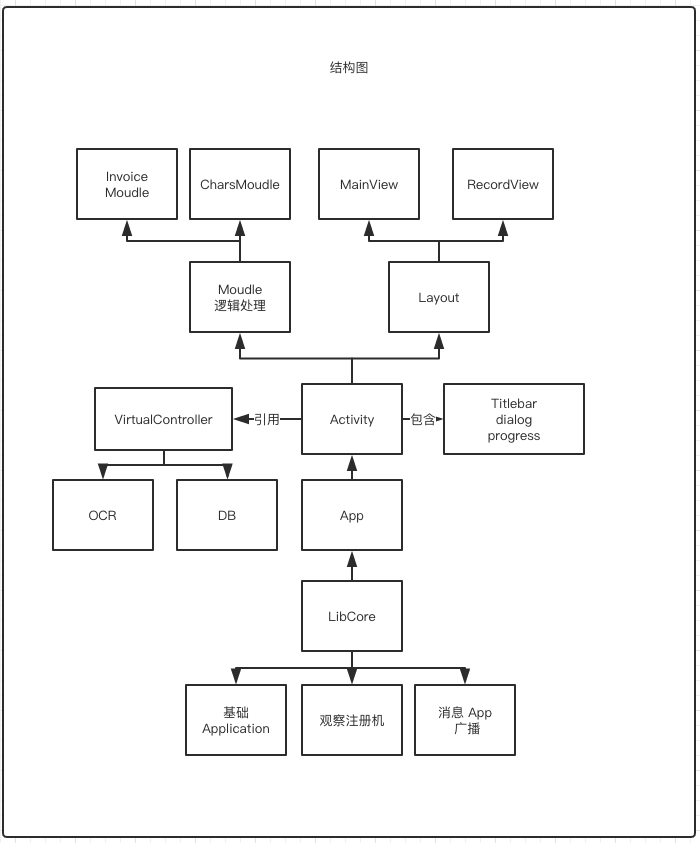 结构图
Invoice
Moudle
CharsMoudle
MainView
RecordView
Moudle
逻辑处理
Layout
VirtualController
引用
Activity
包含
Titlebar
dialog
progress
OCR
DB
App
LibCore
基础
Application
观察注册机
消息 App
广播